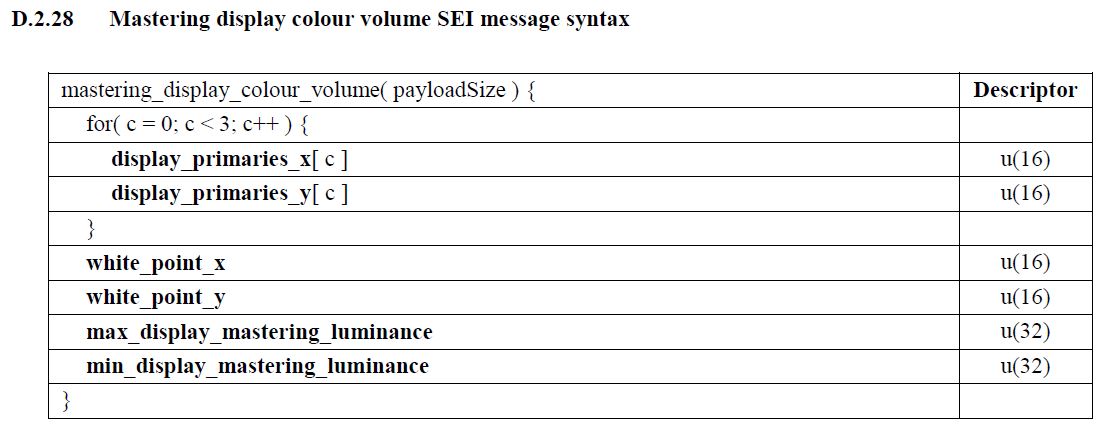 D.2.28 Mastering display colour volume SEI message syntax
mastering_display_colour_volume( payloadSize ) { Descriptor
for( c = 0; c < 3; c++ ) {
display_primaries_x[ c ] u(16)
display_primaries_y[ c ] u(16)
}
white_point_x u(16)
white_point_y u(16)
max_display_mastering_luminance u(32)
min_display_mastering_luminance u(32)
}